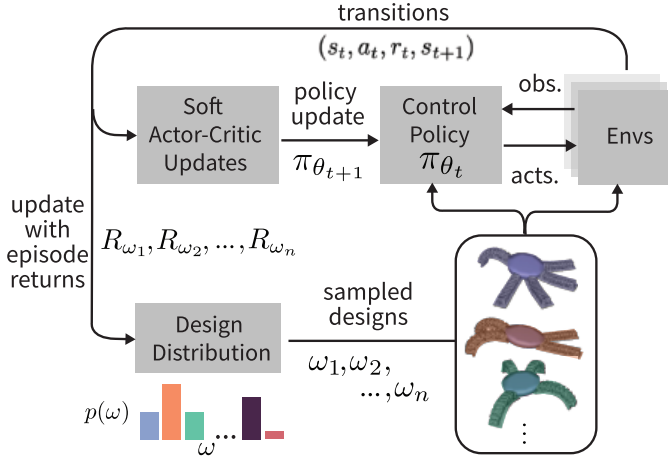 transitions
(s_t, a_t, r_t, s_{t+1})
Soft
Actor-Critic
Updates
policy
update
π_{θ_{t+1}}
Control
Policy
π_{θ_t}
obs.
acts.
Envs
update
with
episode
returns
R_{ω_1}, R_{ω_2}, ..., R_{ω_n}
Design
Distribution
sampled
designs
ω_1, ω_2,
..., ω_n
p(ω)
...
ω
⋮